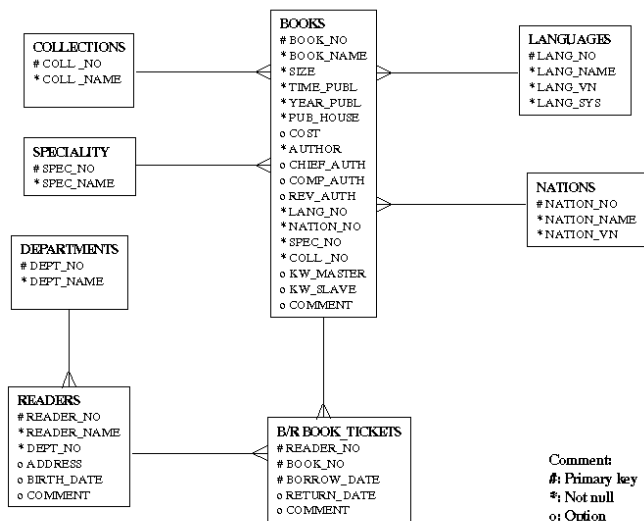 COLLECTIONS
# COLL _NO
* COLL _NAME
SPECIALITY
# SPEC_NO
* SPEC_NAME
DEPARTMENTS
# DEPT_NO
* DEPT_NAME
READERS
# READER_NO
*READER_NAME
* DEPT_NO
o ADDRESS
o BIRTH_DATE
o COMMENT
BOOKS
# BOOK_NO
* BOOK_NAME
* SIZE
* TIME_PUBL
* YEAR_PUBL
* PUB_HOUSE
o COST
* AUTHOR
o CHIEF_AUTH
o COMP_AUTH
o REV_AUTH
* LANG_NO
* NATION_NO
* SPEC_NO
* COLL _NO
o KW_MASTER
o KW_SLAVE
o COMMENT
B/R BOOK_TICKETS
# READER_NO
# BOOK_NO
# BORROW_DATE
o RETURN_DATE
o COMMENT
LANGUAGES
# LANG_NO
* LANG_NAME
* LANG_VN
* LANG_SYS
NATIONS
# NATION_NO
* NATION_NAME
* NATION_VN
Comment:
#: Primary key
*: Not null
o: Option